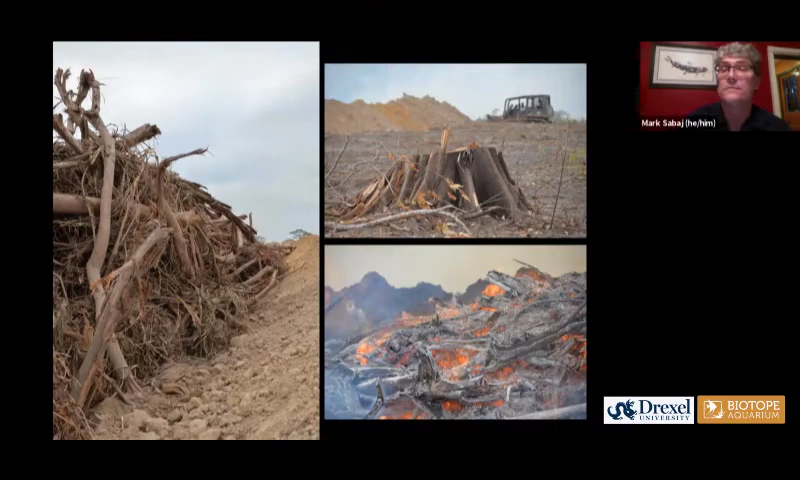 Mark Sabaj (he/him)
Drexel
UNIVERSITY
BIOTOPE
AQUARIUM